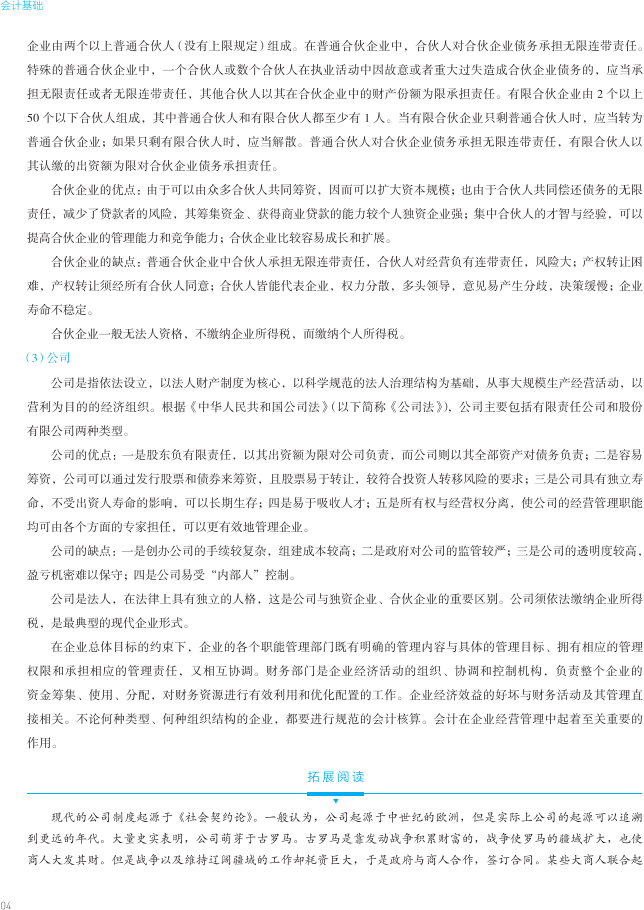 会计基础
企业由两个以上普通合伙人（没有上限规定）组成。在普通合伙企业中，合伙人对合伙企业债务承担无限连带责任。
特殊的普通合伙企业中，一个合伙人或数个合伙人在执业活动中因故意或者重大过失造成合伙企业债务的，应当承
担无限责任或者无限连带责任，其他合伙人以其在合伙企业中的财产份额为限承担责任。有限合伙企业由 2 个以上
50 个以下合伙人组成，其中普通合伙人和有限合伙人都至少有 1 人。当有限合伙企业只剩普通合伙人时，应当转为
普通合伙企业；如果只剩有限合伙人时，应当解散。普通合伙人对合伙企业债务承担无限连带责任，有限合伙人以
其认缴的出资额为限对合伙企业债务承担责任。
合伙企业的优点：由于可以由众多合伙人共同筹资，因而可以扩大资本规模；也由于合伙人共同偿还债务的无限
责任，减少了贷款者的风险，其筹集资金、获得商业贷款的能力较个人独资企业强；集中合伙人的才智与经验，可以
提高合伙企业的管理能力和竞争能力；合伙企业比较容易成长和扩展。
合伙企业的缺点：普通合伙企业中合伙人承担无限连带责任，合伙人对经营负有连带责任，风险大；产权转让困
难，产权转让须经所有合伙人同意；合伙人皆能代表企业，权力分散，多头领导，意见易产生分歧，决策缓慢；企业
寿命不稳定。
合伙企业一般无法人资格，不缴纳企业所得税，而缴纳个人所得税。
（3）公司
公司是指依法设立，以法人财产制度为核心，以科学规范的法人治理结构为基础，从事大规模生产经营活动，以
营利为目的的经济组织。根据《中华人民共和国公司法》（以下简称《公司法》），公司主要包括有限责任公司和股份
有限公司两种类型。
公司的优点：一是股东负有限责任，以其出资额为限对公司负责，而公司则以其全部资产对债务负责；二是容易
筹资，公司可以通过发行股票和债券来筹资，且股票易于转让，较符合投资人转移风险的要求；三是公司具有独立寿
命，不受出资人寿命的影响，可以长期生存；四是易于吸收人才；五是所有权与经营权分离，使公司的经营管理职能
均可由各个方面的专家担任，可以更有效地管理企业。
公司的缺点：一是创办公司的手续较复杂，组建成本较高；二是政府对公司的监管较严；三是公司的透明度较高，
盈亏机密难以保守；四是公司易受“内部人”控制。
公司是法人，在法律上具有独立的人格，这是公司与独资企业、合伙企业的重要区别。公司须依法缴纳企业所得
税，是最典型的现代企业形式。
在企业总体目标的约束下，企业的各个职能管理部门既有明确的管理内容与具体的管理目标、拥有相应的管理
权限和承担相应的管理责任，又相互协调。财务部门是企业经济活动的组织、协调和控制机构，负责整个企业的
资金筹集、使用、分配，对财务资源进行有效利用和优化配置的工作。企业经济效益的好坏与财务活动及其管理直
接相关。不论何种类型、何种组织结构的企业，都要进行规范的会计核算。会计在企业经营管理中起着至关重要的
作用。
拓展阅读
现代的公司制度起源于《社会契约论》。一般认为，公司起源于中世纪的欧洲，但是实际上公司的起源可以追溯
到更远的年代。大量史实表明，公司萌芽于古罗马。古罗马是靠发动战争积累财富的，战争使罗马的疆域扩大，也使
商人大发其财。但是战争以及维持辽阔疆域的工作却耗资巨大，于是政府与商人合作，签订合同。某些大商人联合起
04